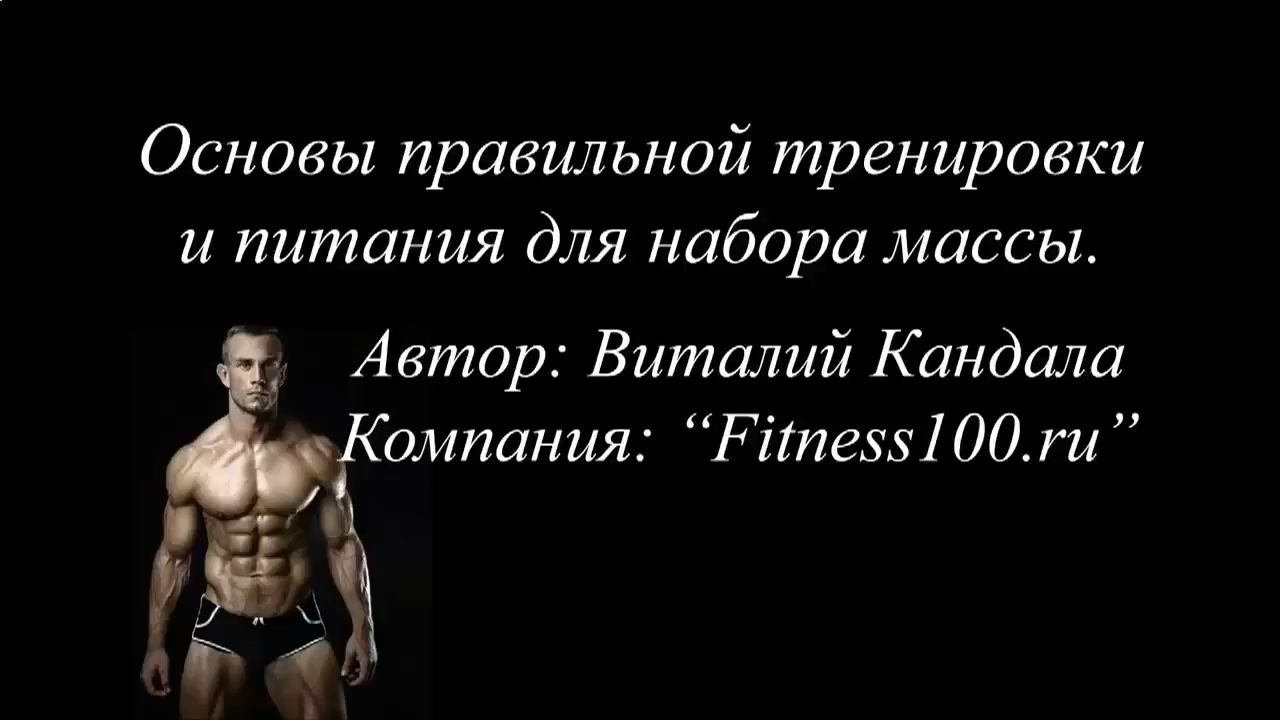 Основы правильной тренировки
и питания для набора массы.
Автор: Виталий Кандала
Компания: “Fitness100.ru”